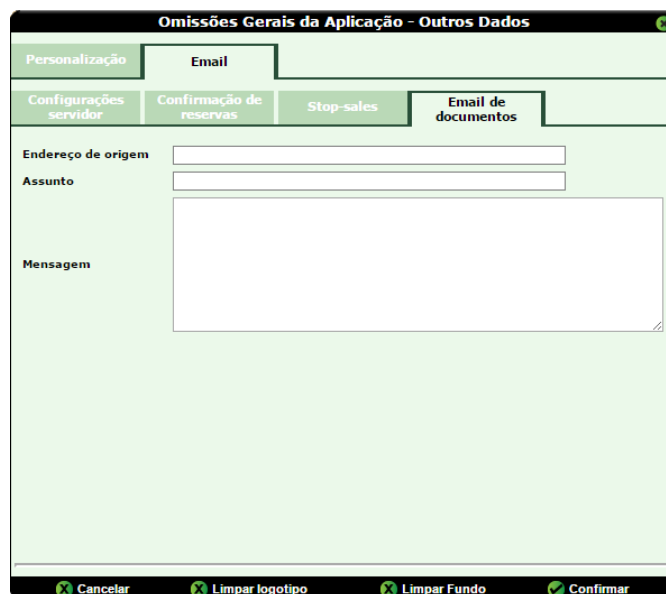 Omissões Gerais da Aplicação - Outros Dados
Personalização
Email
Configurações servidor
Confirmação de reservas
Stop-sales
Email de documentos
Endereço de origem
Assunto
Mensagem
Cancelar
Limpar logotipo
Limpar Fundo
Confirmar